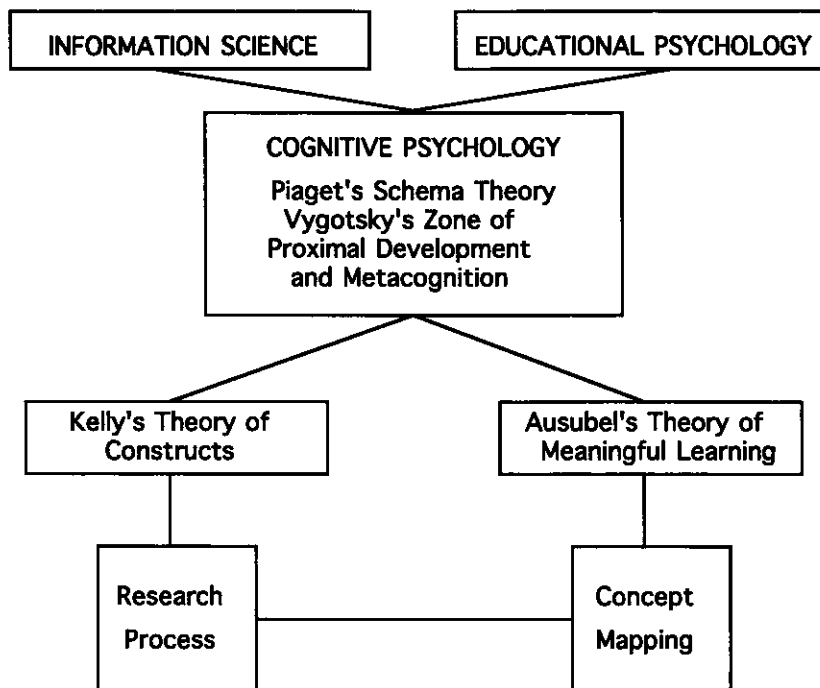 INFORMATION SCIENCE
EDUCATIONAL PSYCHOLOGY
COGNITIVE PSYCHOLOGY
Piaget's Schema Theory
Vygotsky's Zone of
Proximal Development
and Metacognition
Kelly's Theory of
Constructs
Ausubel's Theory of
Meaningful Learning
Research
Process
Concept
Mapping